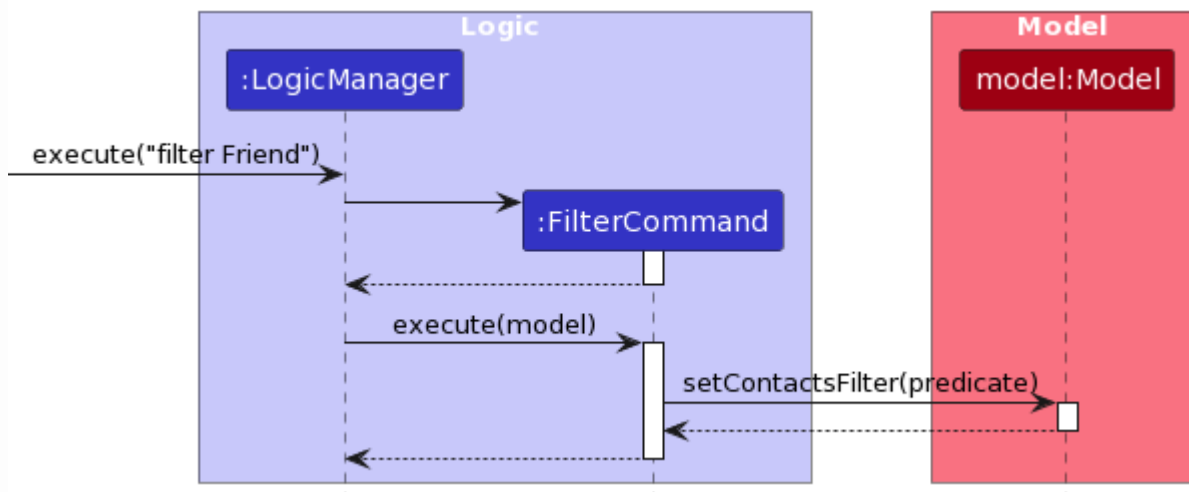 Logic
Model
:LogicManager
model:Model
execute("filter Friend")
:FilterCommand
execute(model)
setContactsFilter(predicate)